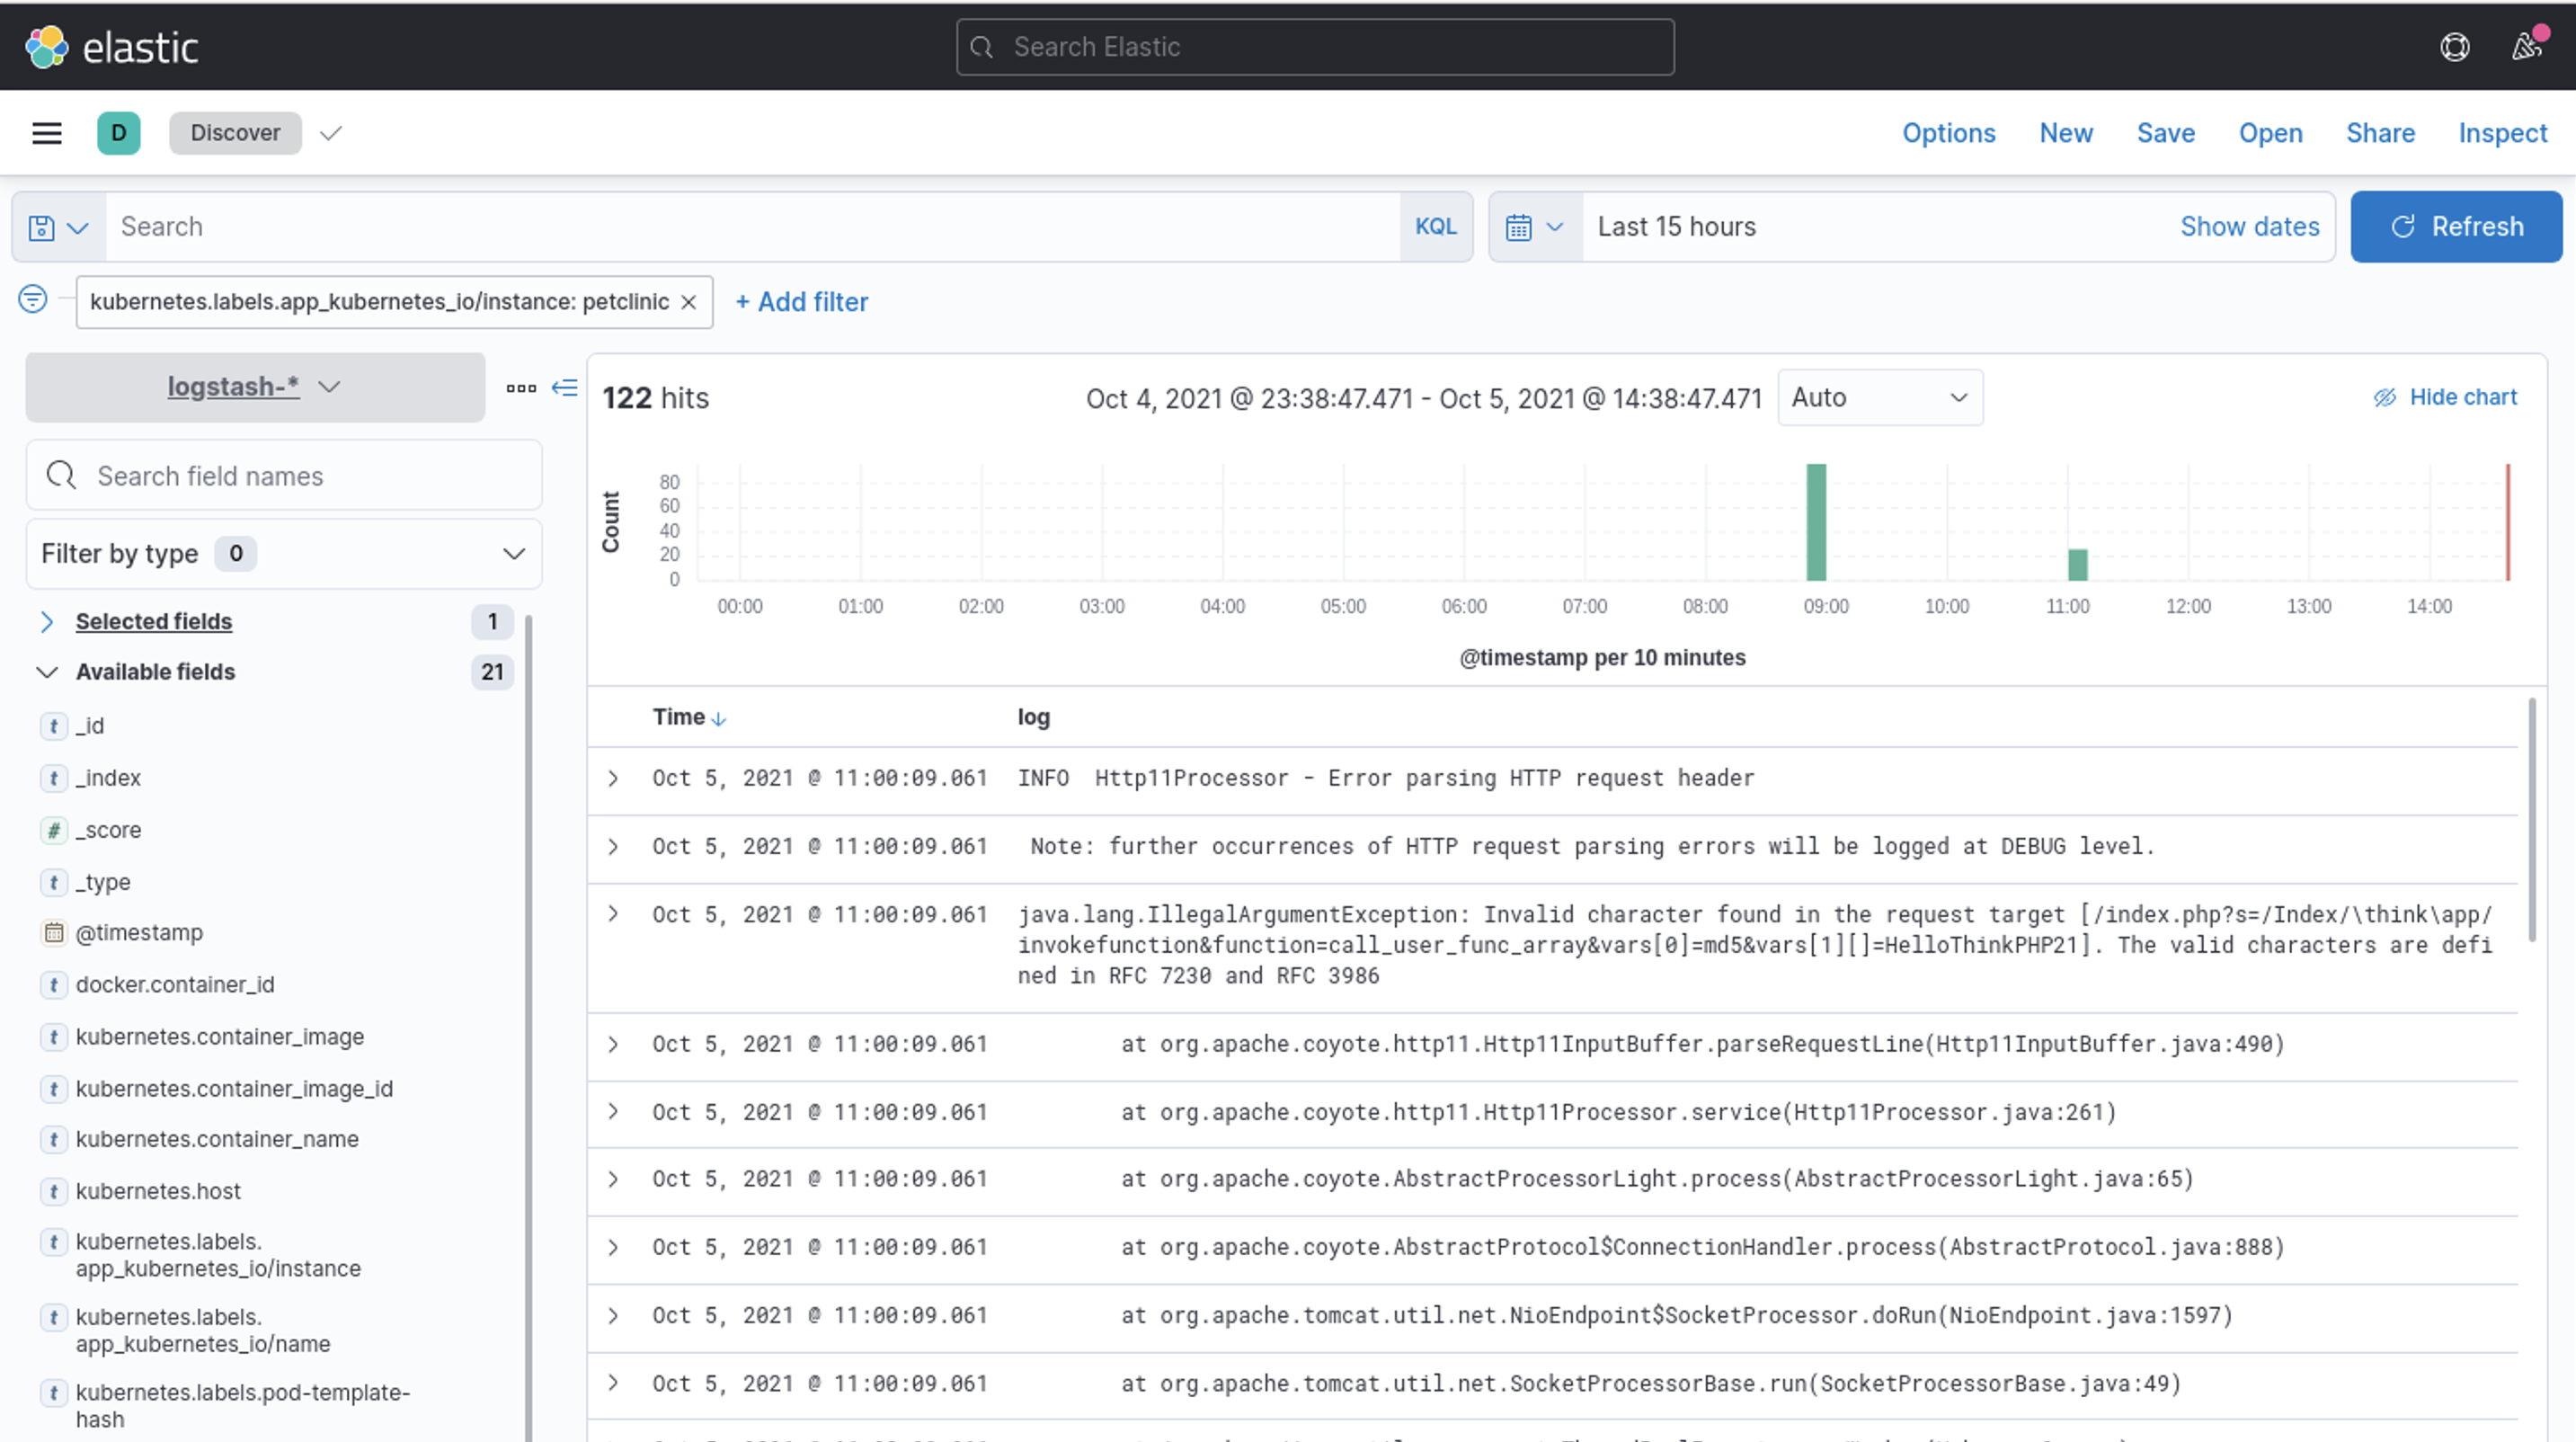 elastic
Search Elastic
D
Discover
Options
New
Save
Open
Share
Inspect
Search
KQL
Last 15 hours
Show dates
Refresh
kubernetes.labels.app_kubernetes_io/instance: petclinic
+ Add filter
logstash-*
Search field names
Filter by type 0
Selected fields 1
Available fields 21
t _id
t _index
# _score
t _type
@timestamp
t docker.container_id
t kubernetes.container_image
t kubernetes.container_image_id
t kubernetes.container_name
t kubernetes.host
t kubernetes.labels.
app_kubernetes_io/instance
t kubernetes.labels.
app_kubernetes_io/name
t kubernetes.labels.pod-template-
hash
122 hits
Oct 4, 2021 @ 23:38:47.471 - Oct 5, 2021 @ 14:38:47.471
Auto
Hide chart
Count
80
60
40
20
0
00:00 01:00 02:00 03:00 04:00 05:00 06:00 07:00 08:00 09:00 10:00 11:00 12:00 13:00 14:00
@timestamp per 10 minutes
Time log
Oct 5, 2021 @ 11:00:09.061 INFO  Http11Processor - Error parsing HTTP request header
Oct 5, 2021 @ 11:00:09.061 Note: further occurrences of HTTP request parsing errors will be logged at DEBUG level.
Oct 5, 2021 @ 11:00:09.061 java.lang.IllegalArgumentException: Invalid character found in the request target [/index.php?s=/Index/\think\app/
invokefunction&function=call_user_func_array&vars[0]=md5&vars[1][]=HelloThinkPHP21]. The valid characters are defi
ned in RFC 7230 and RFC 3986
Oct 5, 2021 @ 11:00:09.061 at org.apache.coyote.http11.Http11InputBuffer.parseRequestLine(Http11InputBuffer.java:490)
Oct 5, 2021 @ 11:00:09.061 at org.apache.coyote.http11.Http11Processor.service(Http11Processor.java:261)
Oct 5, 2021 @ 11:00:09.061 at org.apache.coyote.AbstractProcessorLight.process(AbstractProcessorLight.java:65)
Oct 5, 2021 @ 11:00:09.061 at org.apache.coyote.AbstractProtocol$ConnectionHandler.process(AbstractProtocol.java:888)
Oct 5, 2021 @ 11:00:09.061 at org.apache.tomcat.util.net.NioEndpoint$SocketProcessor.doRun(NioEndpoint.java:1597)
Oct 5, 2021 @ 11:00:09.061 at org.apache.tomcat.util.net.SocketProcessorBase.run(SocketProcessorBase.java:49)